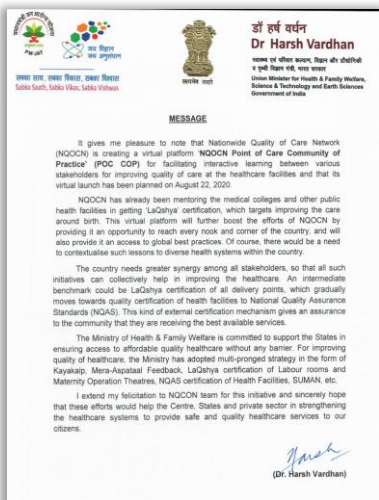 PM-JAY
जय विज्ञान
जय अनुसंधान
सबका साथ, सबका विकास, सबका विश्वास
Sabka Saath, Sabka Vikas, Sabka Vishwas
सत्यमेव जयते
डॉ हर्ष वर्धन
Dr Harsh Vardhan
स्वास्थ्य एवं परिवार कल्याण, विज्ञान और प्रौद्योगिकी
व पृथ्वी विज्ञान मंत्री, भारत सरकार
Union Minister for Health & Family Welfare,
Science & Technology and Earth Sciences
Government of India
MESSAGE
It gives me pleasure to note that Nationwide Quality of Care Network
(NQOCN) is creating a virtual platform 'NQOCN Point of Care Community of
Practice' (POC COP) for facilitating interactive learning between various
stakeholders for improving quality of care at the healthcare facilities and that
its virtual launch has been planned on August 22, 2020.
NQOCN has already been mentoring the medical colleges and other public
health facilities in getting 'LaQshya' certification, which targets improving the care
around birth. This virtual platform will further boost the efforts of NQOCN by
providing it an opportunity to reach every nook and corner of the country, and will
also provide it an access to global best practices. Of course, there would be a need
to contextualise such lessons to diverse health systems within the country.
The country needs greater synergy among all stakeholders, so that all such
initiatives can collectively help in improving the healthcare. An intermediate
benchmark could be LaQshya certification of all delivery points, which gradually
moves towards quality certification of health facilities to National Quality Assurance
Standards (NQAS). This kind of external certification mechanism gives an assurance
to the community that they are receiving the best available services.
The Ministry of Health & Family Welfare is committed to support the States in
ensuring access to affordable quality healthcare without any barrier. For improving
quality of healthcare, the Ministry has adopted multi-pronged strategy in the form of
Kayakalp, Mera-Aspataal Feedback, LaQshya certification of Labour rooms and
Maternity Operation Theatres, NQAS certification of Health Facilities, SUMAN, etc.
I extend my felicitation to NQCON team for this initiative and sincerely hope
that these efforts would help the Centre, States and private sector in strengthening
the healthcare systems to provide safe and quality healthcare services to our
citizens.
Harsh
(Dr. Harsh Vardhan)